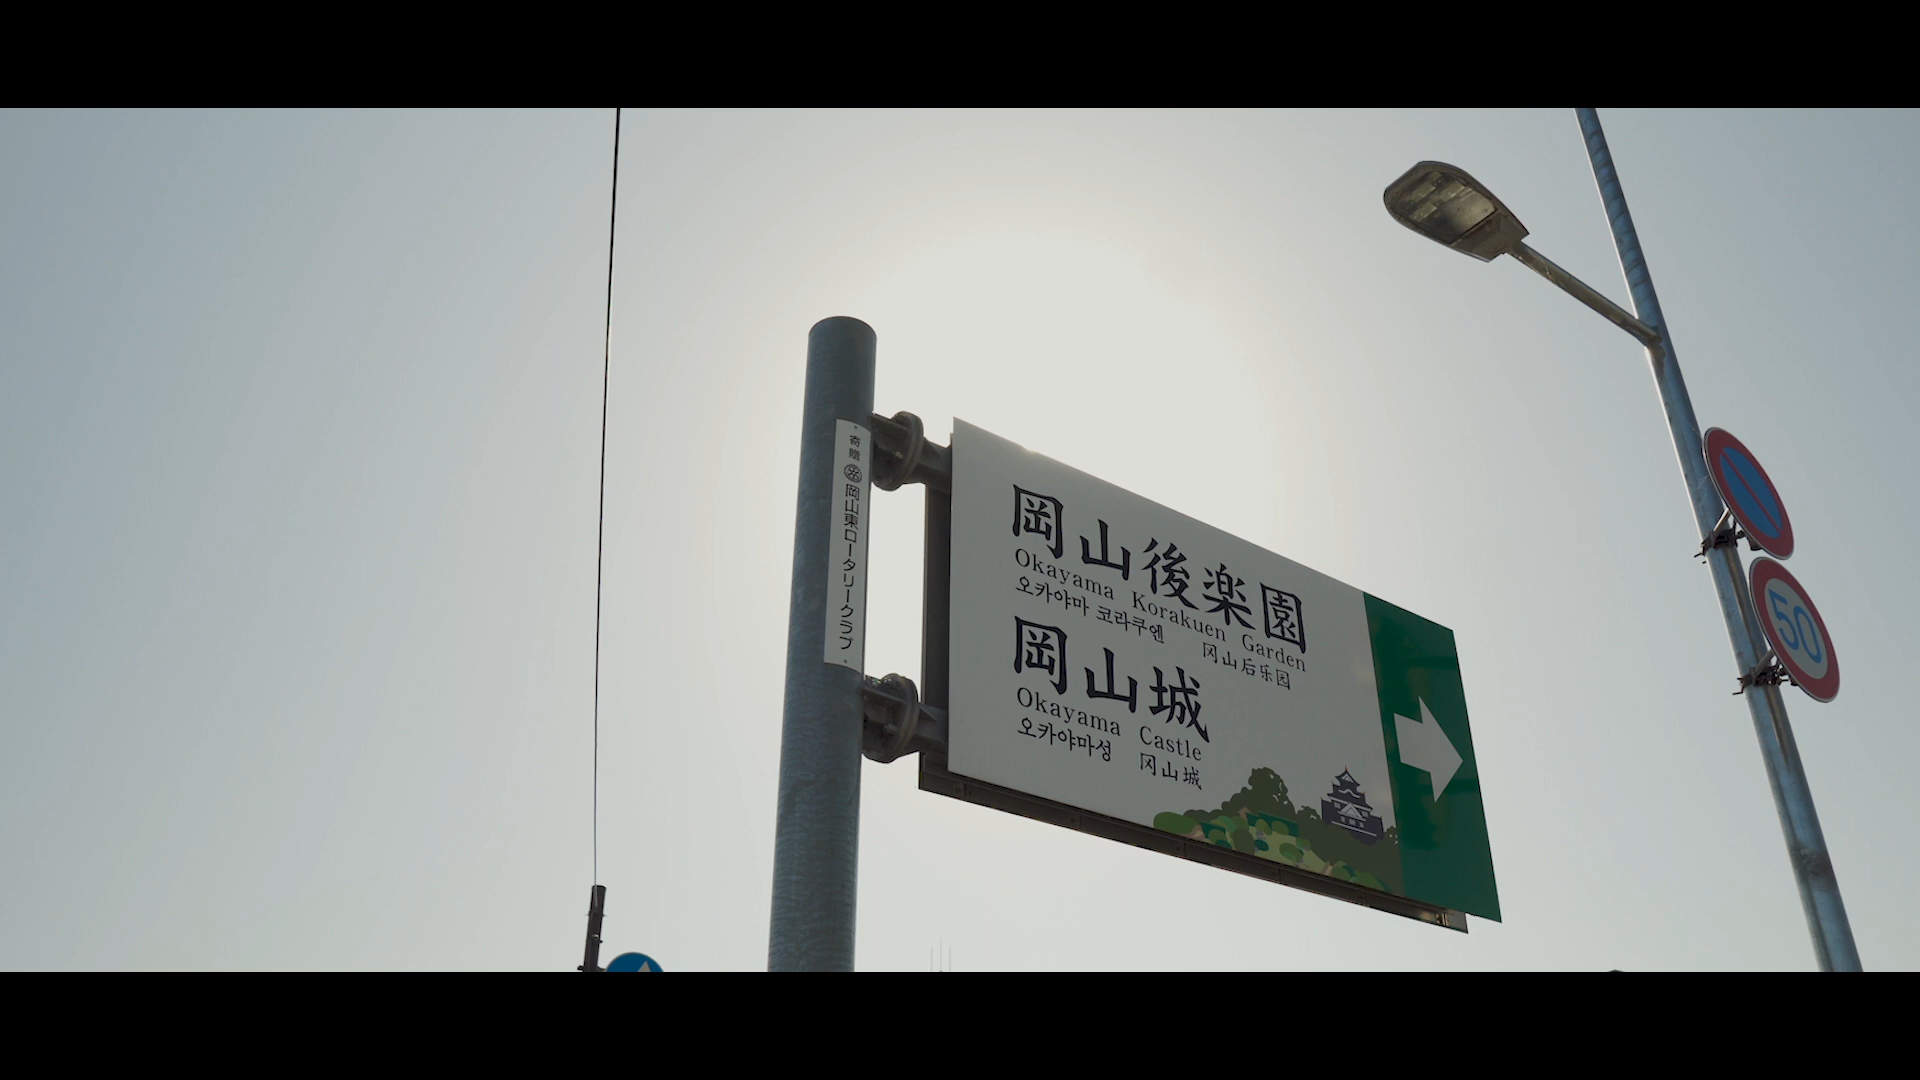 寄贈 岡山東ロータリークラブ
岡山後楽園
Okayama Korakuen Garden
오카야마 코라쿠엔 冈山后乐园
岡山城
Okayama Castle
오카야마성 冈山城
50